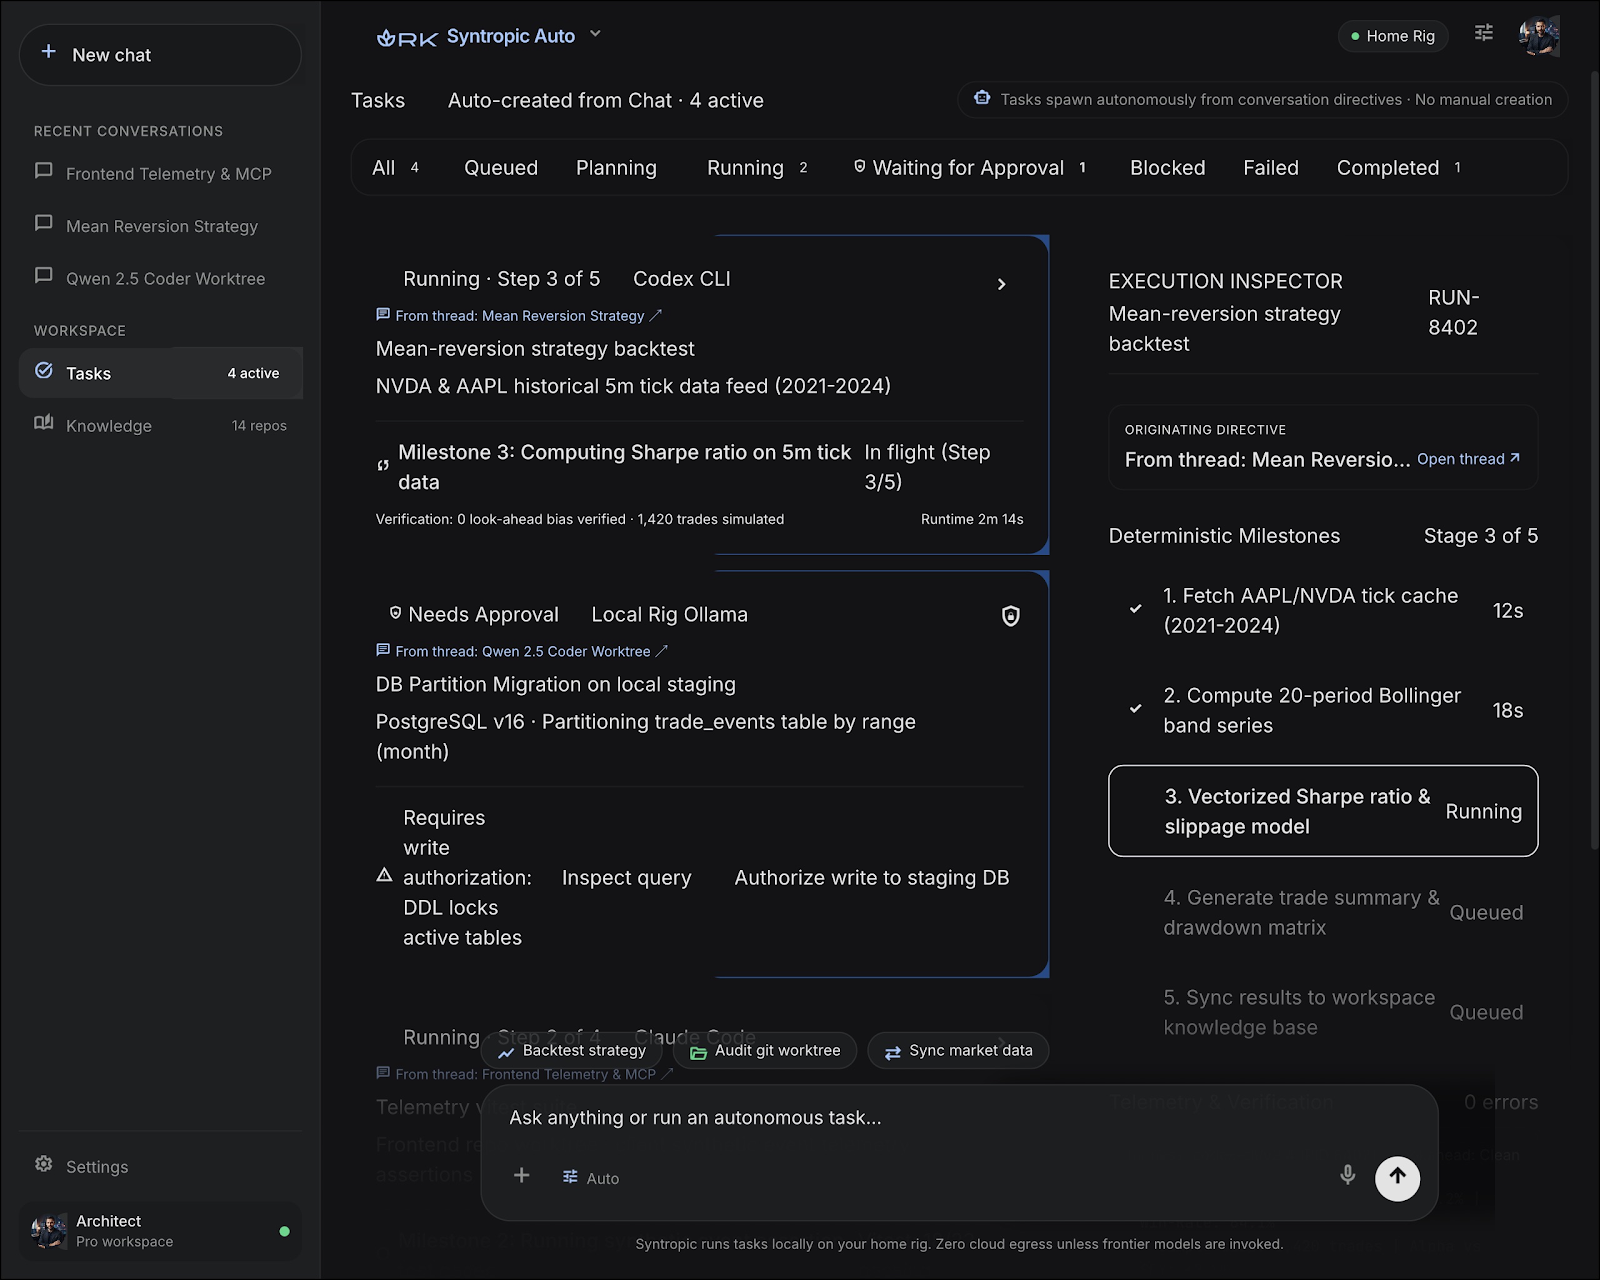 New chat
RECENT CONVERSATIONS
Frontend Telemetry & MCP
Mean Reversion Strategy
Qwen 2.5 Coder Worktree
WORKSPACE
Tasks 4 active
Knowledge 14 repos
Settings
Architect
Pro workspace
RK Syntropic Auto
Home Rig
Tasks Auto-created from Chat · 4 active
Tasks spawn autonomously from conversation directives · No manual creation
All 4 Queued Planning Running 2 Waiting for Approval 1 Blocked Failed Completed 1
Running · Step 3 of 5 Codex CLI
From thread: Mean Reversion Strategy ↗
Mean-reversion strategy backtest
NVDA & AAPL historical 5m tick data feed (2021-2024)
Milestone 3: Computing Sharpe ratio on 5m tick
data
In flight (Step
3/5)
Verification: 0 look-ahead bias verified · 1,420 trades simulated
Runtime 2m 14s
Needs Approval Local Rig Ollama
From thread: Qwen 2.5 Coder Worktree ↗
DB Partition Migration on local staging
PostgreSQL v16 · Partitioning trade_events table by range
(month)
Requires
write
authorization:
DDL locks
active tables
Inspect query
Authorize write to staging DB
Running · Step 2 of 4 Claude Code
From thread: Frontend Telemetry & MCP ↗
Telemetry
Frontend
assertions
EXECUTION INSPECTOR
Mean-reversion strategy
backtest
RUN-
8402
ORIGINATING DIRECTIVE
From thread: Mean Reversio... Open thread ↗
Deterministic Milestones Stage 3 of 5
1. Fetch AAPL/NVDA tick cache
(2021-2024)
12s
2. Compute 20-period Bollinger
band series
18s
3. Vectorized Sharpe ratio &
slippage model
Running
4. Generate trade summary &
drawdown matrix
Queued
5. Sync results to workspace
knowledge base
Queued
Telemetry & Verification 0 errors
Backtest strategy
Audit git worktree
Sync market data
Ask anything or run an autonomous task...
Auto
Syntropic runs tasks locally on your home rig. Zero cloud egress unless frontier models are invoked.